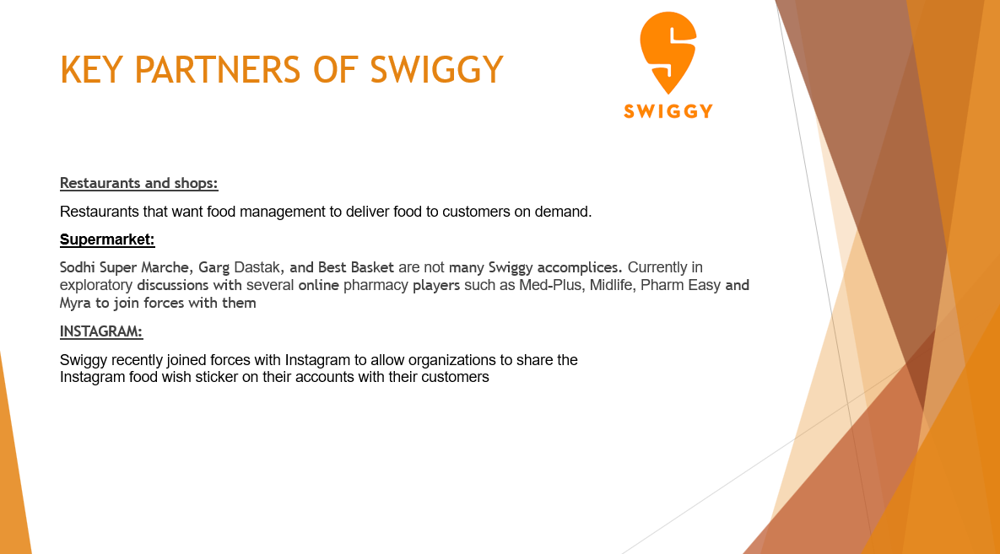 KEY PARTNERS OF SWIGGY
SWIGGY
Restaurants and shops:
Restaurants that want food management to deliver food to customers on demand.
Supermarket:
Sodhi Super Marche, Garg Dastak, and Best Basket are not many Swiggy accomplices. Currently in
exploratory discussions with several online pharmacy players such as Med-Plus, Midlife, Pharm Easy and
Myra to join forces with them
INSTAGRAM:
Swiggy recently joined forces with Instagram to allow organizations to share the
Instagram food wish sticker on their accounts with their customers